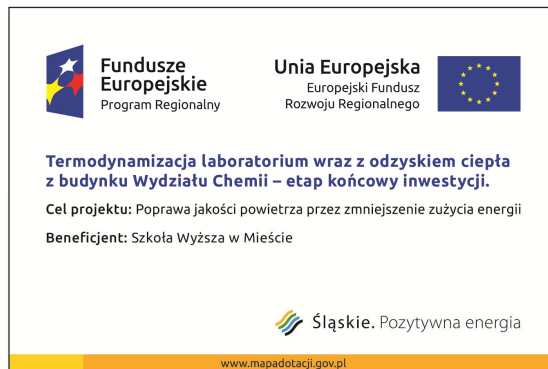 Fundusze
Europejskie
Program Regionalny
Unia Europejska
Europejski Fundusz
Rozwoju Regionalnego
Termodynamizacja laboratorium wraz z odzyskiem ciepła
z budynku Wydziału Chemii – etap końcowy inwestycji.
Cel projektu: Poprawa jakości powietrza przez zmniejszenie zużycia energii
Beneficjent: Szkoła Wyższa w Mieście
Śląskie. Pozytywna energia
www.mapadotacji.gov.pl